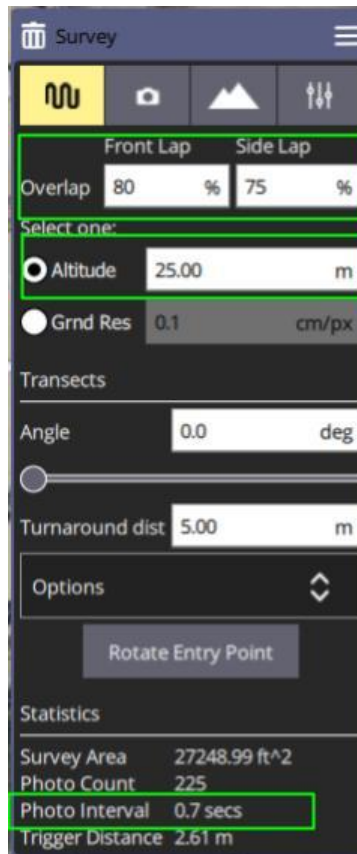 Survey
Front Lap Side Lap
Overlap 80 % 75 %
Select one:
Altitude 25.00 m
Grnd Res 0.1 cm/px
Transects
Angle 0.0 deg
Turnaround dist 5.00 m
Options
Rotate Entry Point
Statistics
Survey Area 27248.99 ft^2
Photo Count 225
Photo Interval 0.7 secs
Trigger Distance 2.61 m